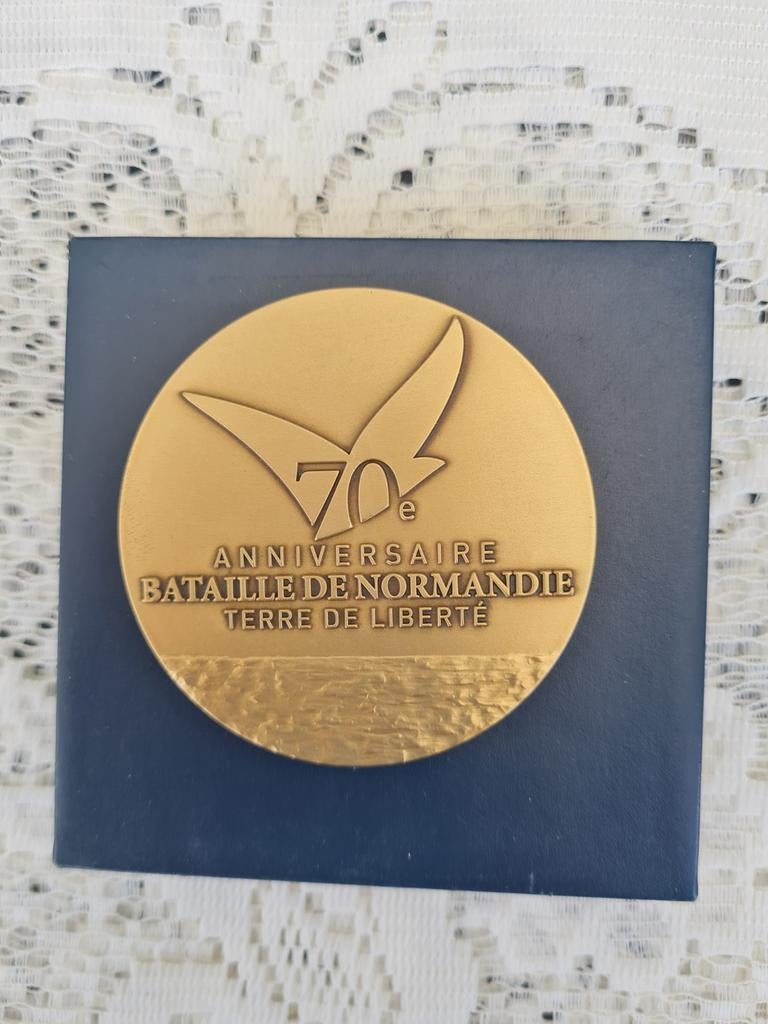 70e
ANNIVERSAIRE
BATAILLE DE NORMANDIE
TERRE DE LIBERTÉ